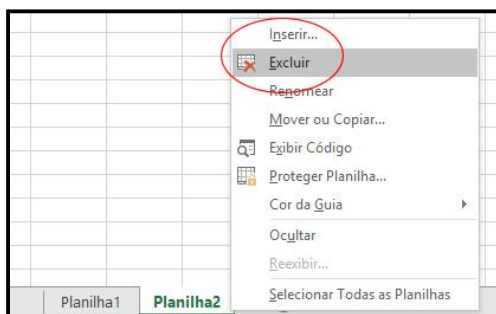 Inserir...
Excluir
Renomear
Mover ou Copiar...
Exibir Código
Proteger Planilha...
Cor da Guia
Ocultar
Reexibir...
Selecionar Todas as Planilhas
Planilha1 Planilha2